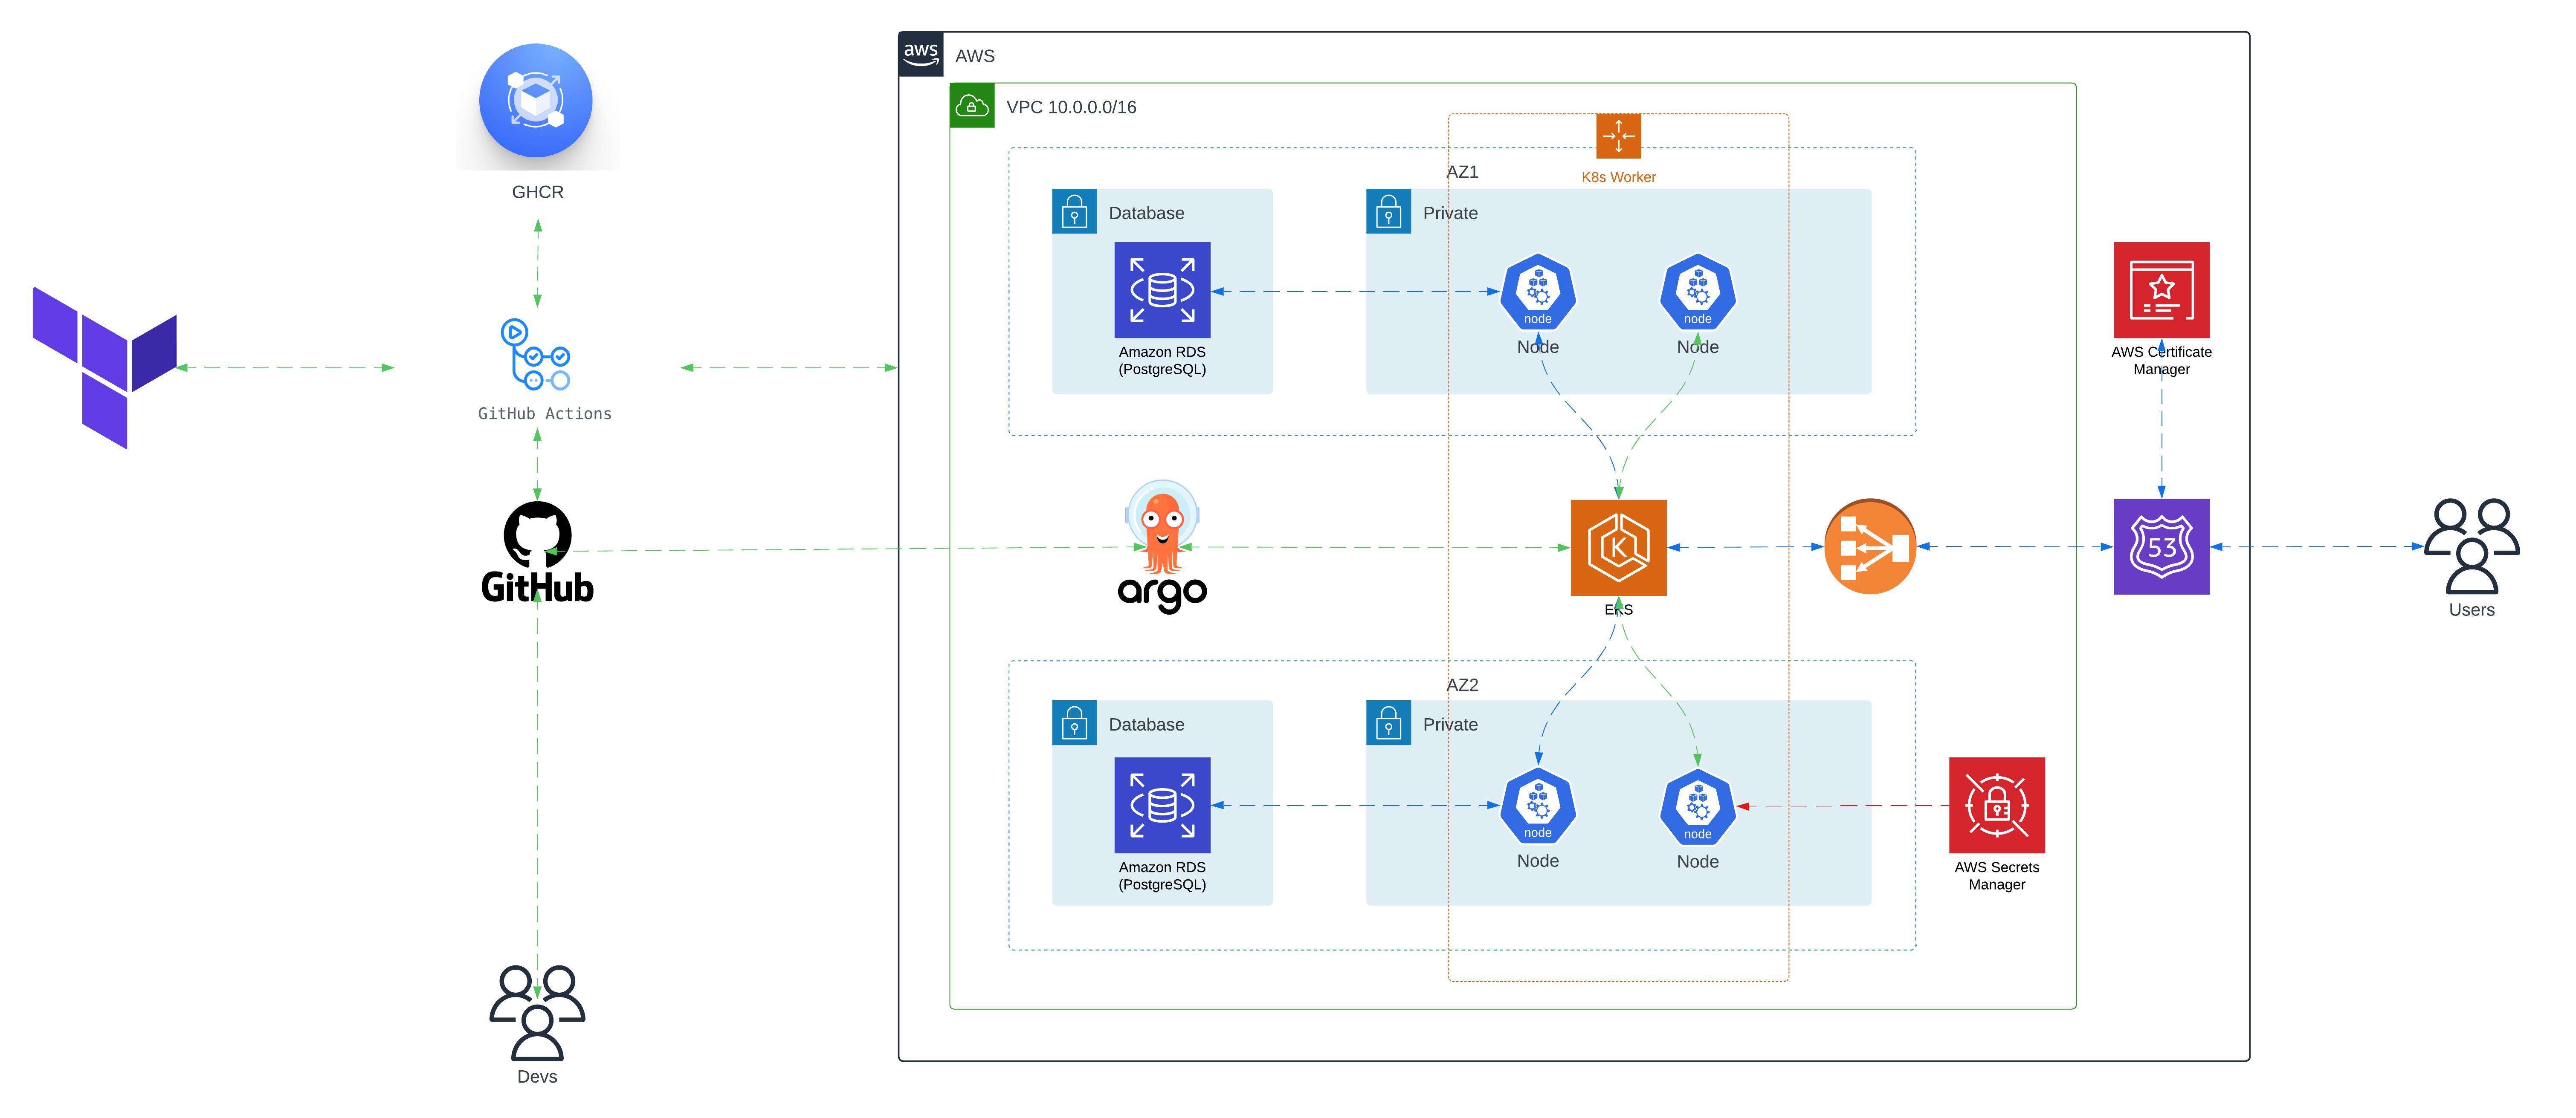 GHCR
GitHub Actions
GitHub
Devs
aws
AWS
VPC 10.0.0.0/16
K8s Worker
AZ1
Database
Private
Amazon RDS
(PostgreSQL)
node
Node
node
Node
argo
EKS
AZ2
Database
Private
Amazon RDS
(PostgreSQL)
node
Node
node
Node
AWS Secrets
Manager
AWS Certificate
Manager
53
Users